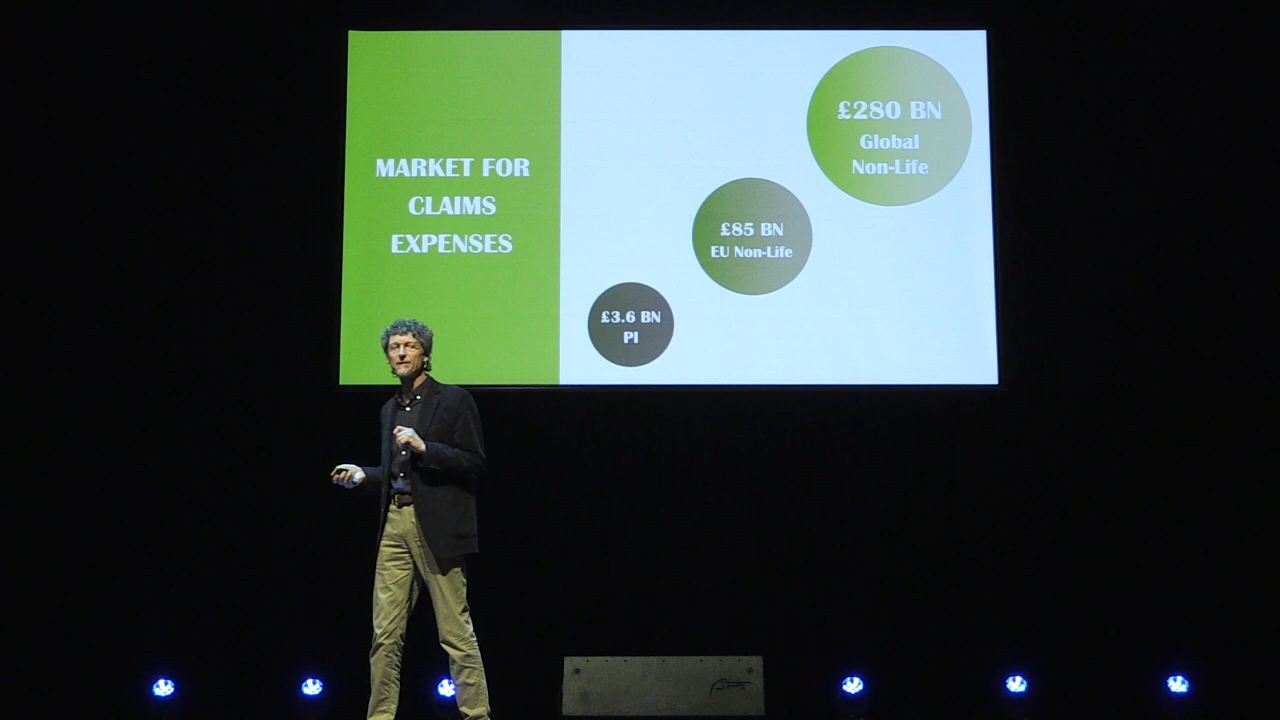 MARKET FOR
CLAIMS
EXPENSES
£280 BN
Global
Non-Life
£85 BN
EU Non-Life
£3.6 BN
PI